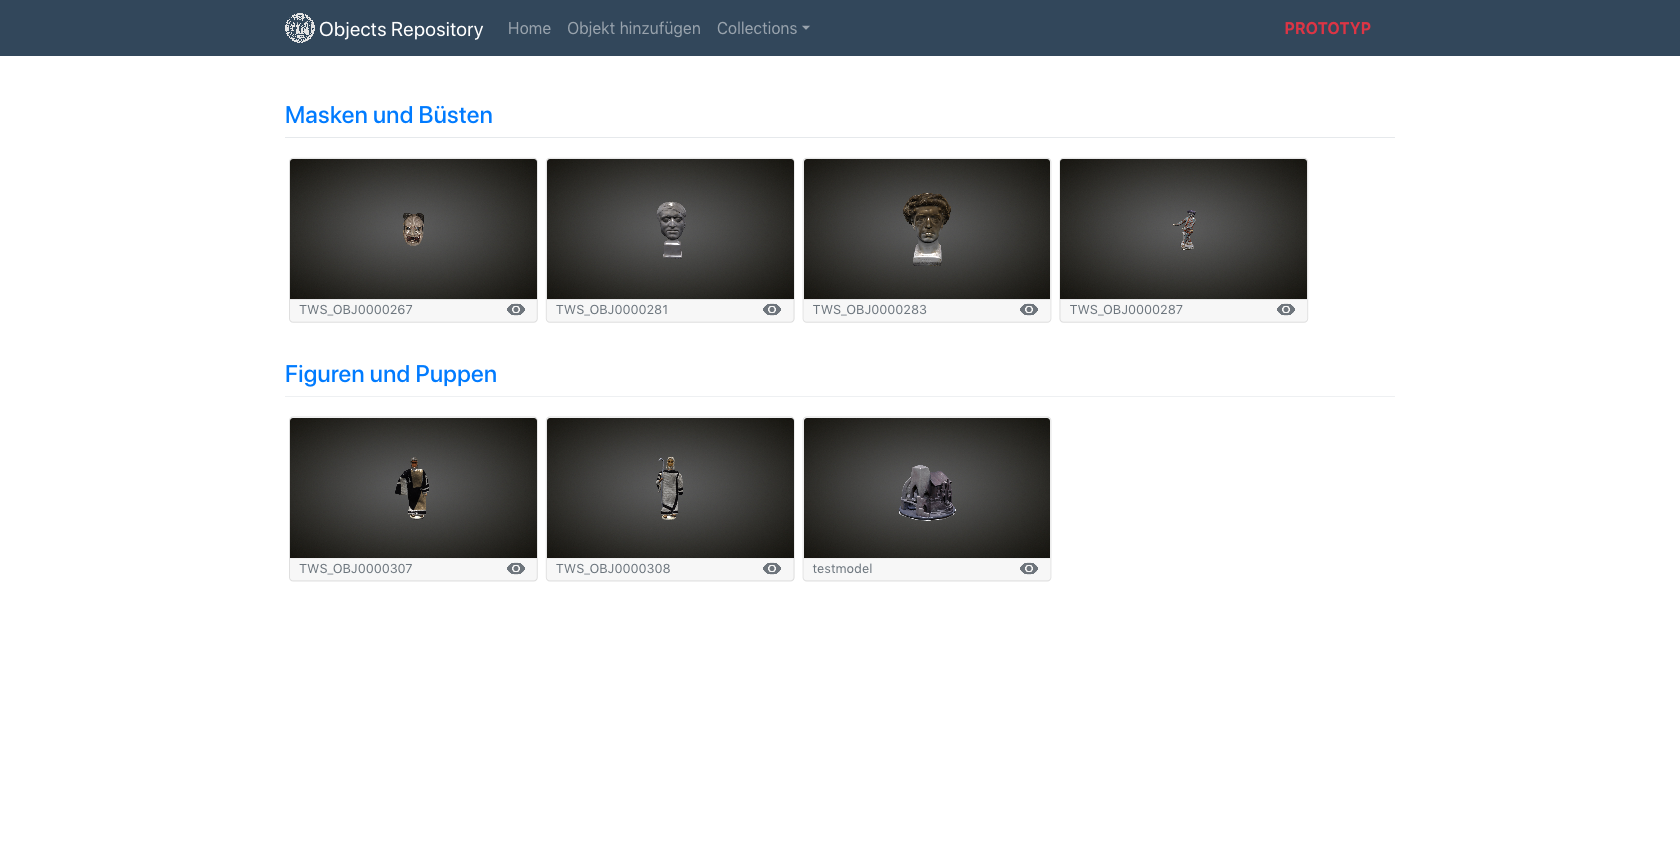 Objects Repository Home Objekt hinzufügen Collections PROTOTYP
Masken und Büsten
TWS_OBJ0000267 TWS_OBJ0000281 TWS_OBJ0000283 TWS_OBJ0000287
Figuren und Puppen
TWS_OBJ0000307 TWS_OBJ0000308 testmodel